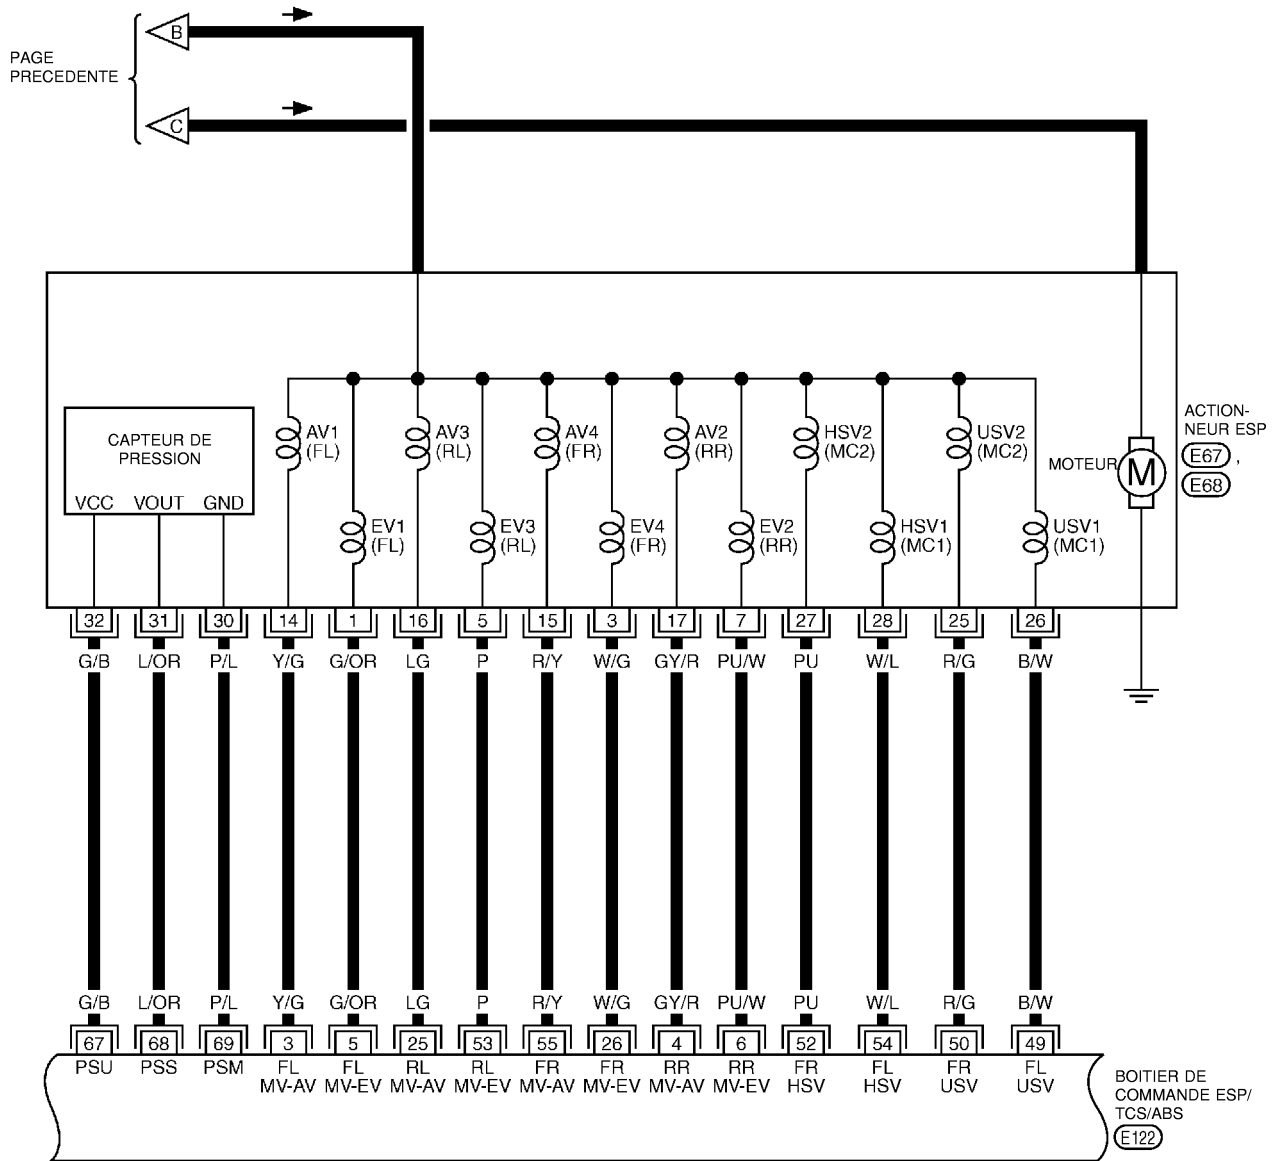 PAGE
PRECEDENTE
B
C
CAPTEUR DE
PRESSION
VCC VOUT GND
AV1
(FL)
AV3
(RL)
AV4
(FR)
AV2
(RR)
HSV2
(MC2)
USV2
(MC2)
EV1
(FL)
EV3
(RL)
EV4
(FR)
EV2
(RR)
HSV1
(MC1)
USV1
(MC1)
MOTEUR
M
ACTION-
NEUR ESP
E67 ,
E68
32 31 30 14 1 16 5 15 3 17 7 27 28 25 26
G/B L/OR P/L Y/G G/OR LG P R/Y W/G GY/R PU/W PU W/L R/G B/W
G/B L/OR P/L Y/G G/OR LG P R/Y W/G GY/R PU/W PU W/L R/G B/W
67 68 69 3 5 25 53 55 26 4 6 52 54 50 49
PSU PSS PSM FL FL RL RL FR FR RR RR FR FL FR FL
MV-AV MV-EV MV-AV MV-EV MV-AV MV-EV MV-AV MV-EV HSV HSV USV USV
BOITIER DE
COMMANDE ESP/
TCS/ABS
E122